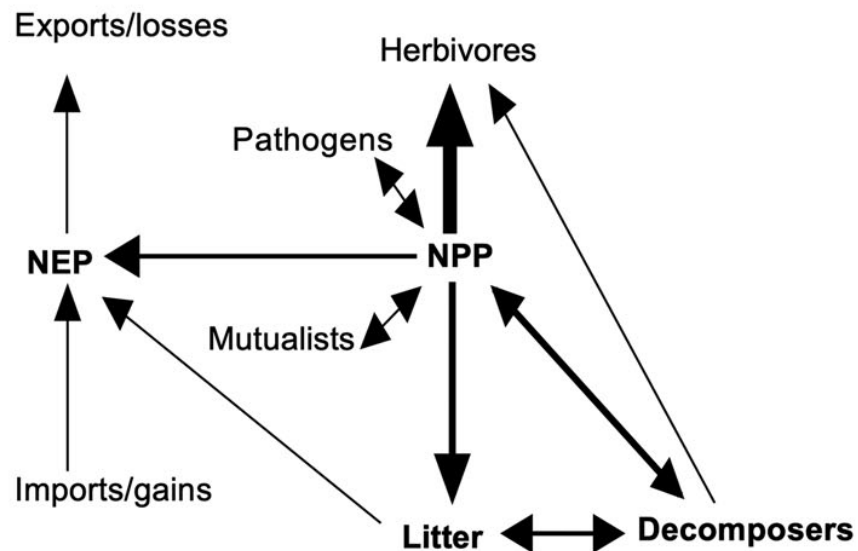 Exports/losses
Herbivores
Pathogens
NEP
NPP
Mutualists
Imports/gains
Litter
Decomposers